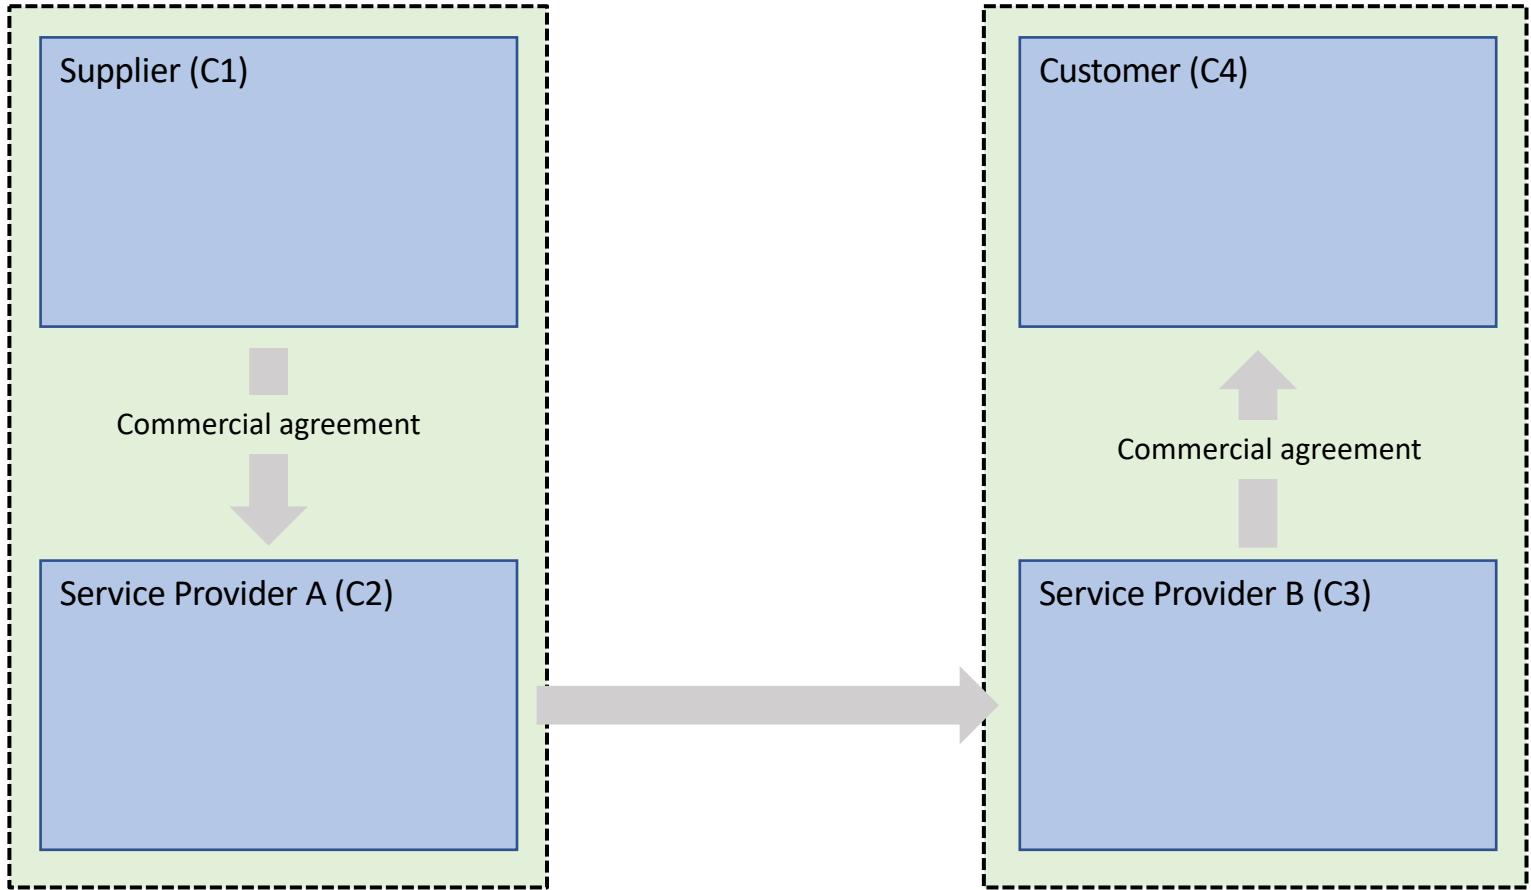 Supplier (C1)
Customer (C4)
Commercial agreement
Commercial agreement
Service Provider A (C2)
Service Provider B (C3)